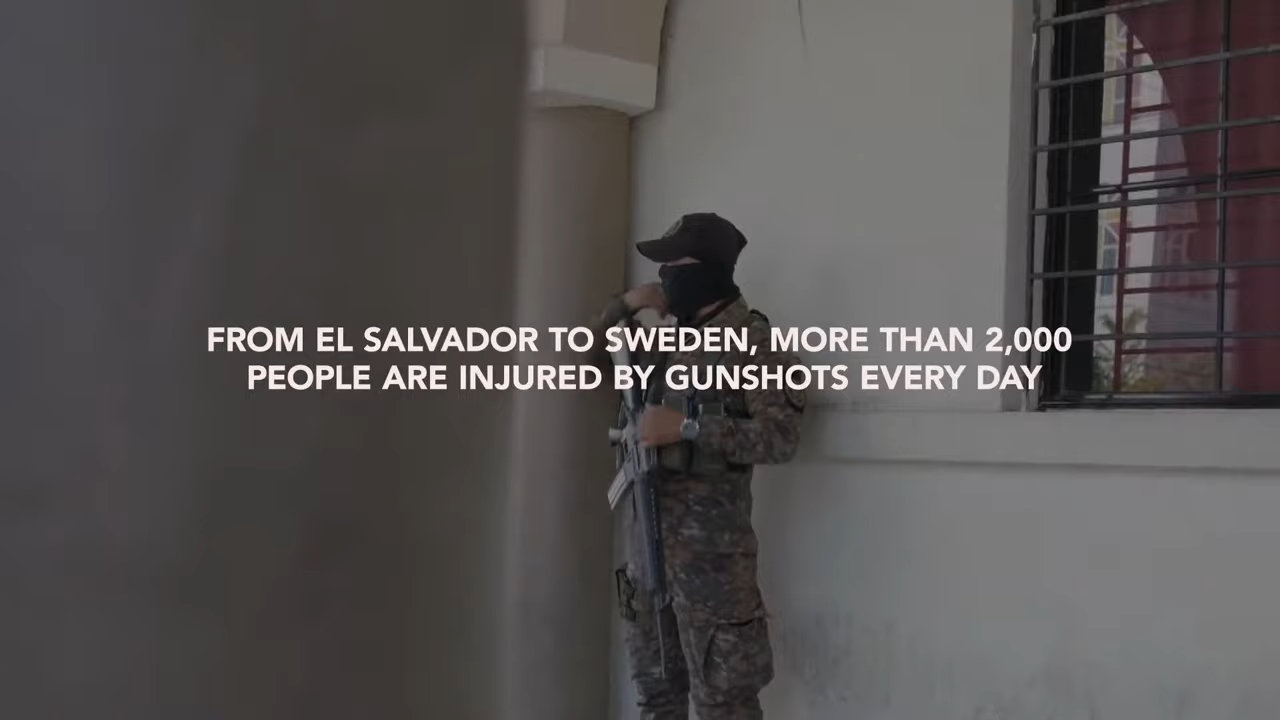 FROM EL SALVADOR TO SWEDEN, MORE THAN 2,000
PEOPLE ARE INJURED BY GUNSHOTS EVERY DAY